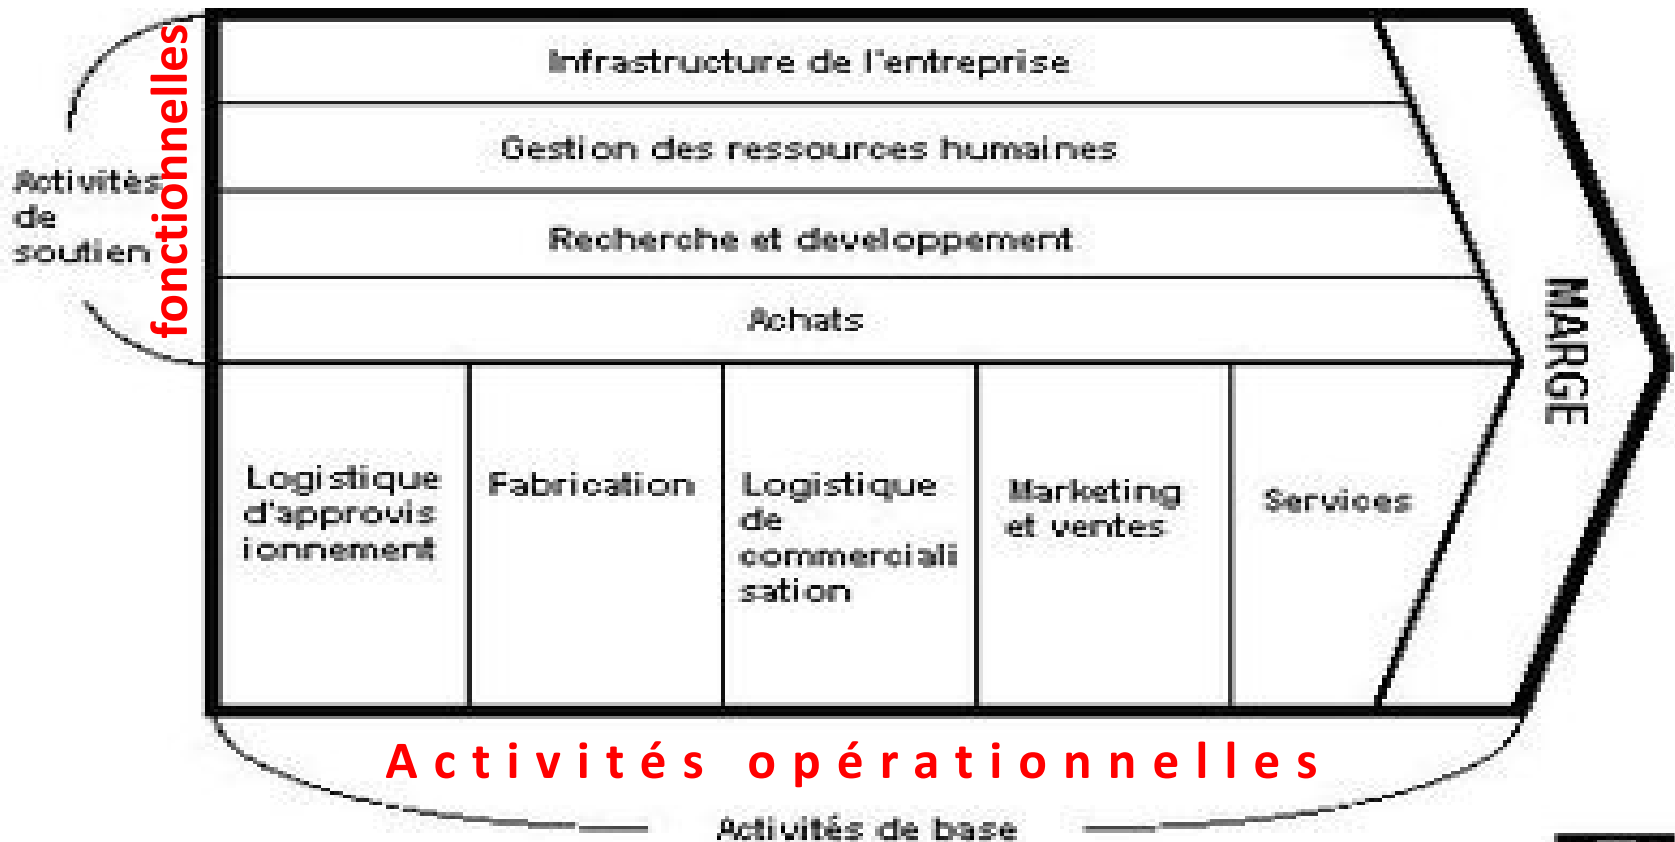 fonctionnelles
Activités
de
soutien
Infrastructure de l'entreprise
Gestion des ressources humaines
Recherche et developpement
Achats
MARGE
Logistique
d'approvis
ionnement
Fabrication
Logistique
de
commerciali
sation
Marketing
et ventes
Services
Activités opérationnelles
Activités de base